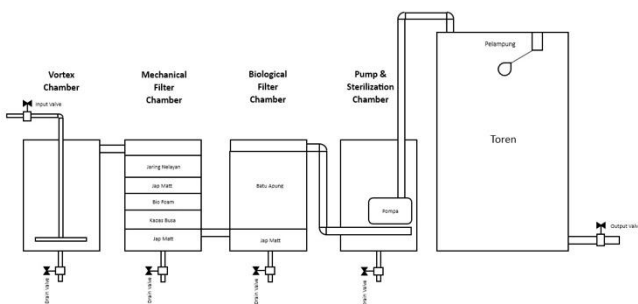 Vortex
Chamber
Mechanical
Filter
Chamber
Biological
Filter
Chamber
Pump &
Sterilization
Chamber
Pelampung
Input Valve
Toren
Jaring Nelayan
Jap Matt
Bio Foam
Kapas Busa
Jap Matt
Batu Apung
Jap Matt
Pompa
Output Valve
Drain Valve
Drain Valve
Drain Valve
Drain Valve